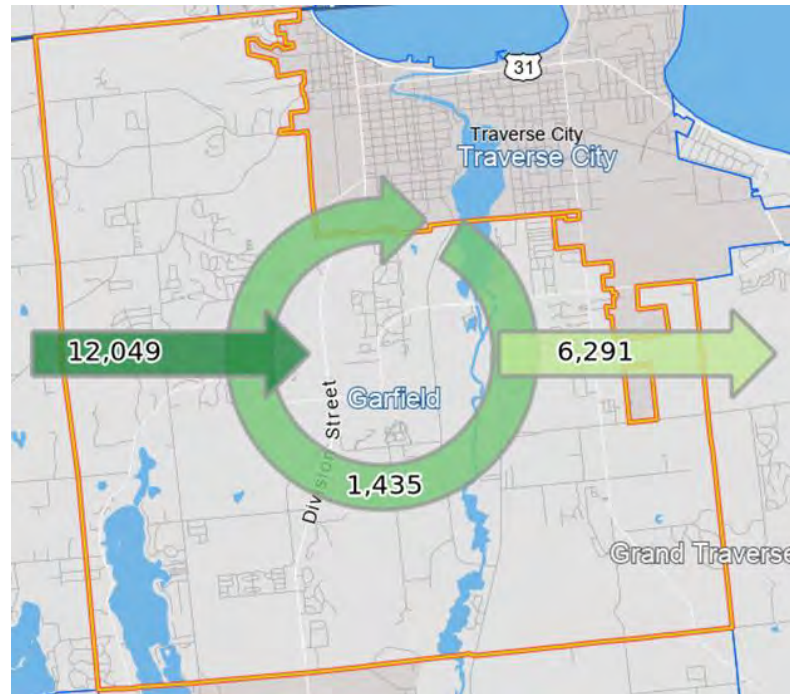 31
Traverse City
Traverse City
12,049
6,291
Garfield
Division Street
1,435
Grand Traverse